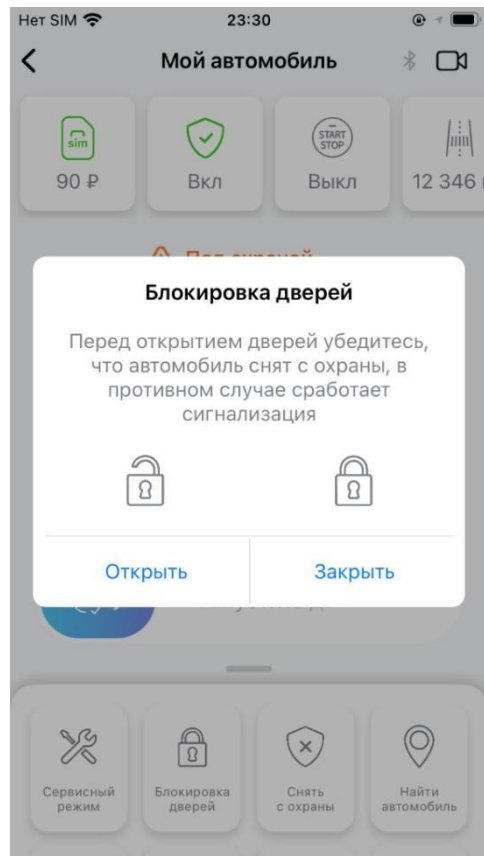 Нет SIM 23:30
Мой автомобиль
sim
START
STOP
90 ₽ Вкл Выкл 12 346
Под охраной
Блокировка дверей
Перед открытием дверей убедитесь,
что автомобиль снят с охраны, в
противном случае сработает
сигнализация
Открыть Закрыть
Сервисный
режим
Блокировка
дверей
Снять
с охраны
Найти
автомобиль